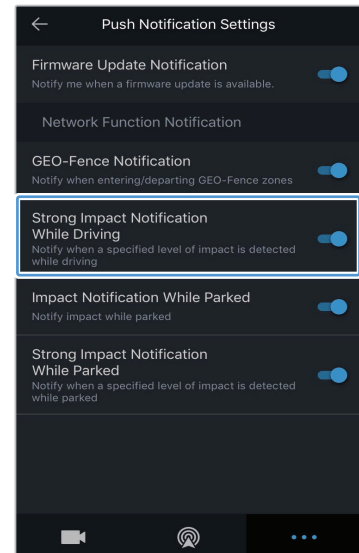 Push Notification Settings
Firmware Update Notification
Notify me when a firmware update is available.
Network Function Notification
GEO-Fence Notification
Notify when entering/departing GEO-Fence zones
Strong Impact Notification
While Driving
Notify when a specified level of impact is detected
while driving
Impact Notification While Parked
Notify impact while parked
Strong Impact Notification
While Parked
Notify when a specified level of impact is detected
while parked